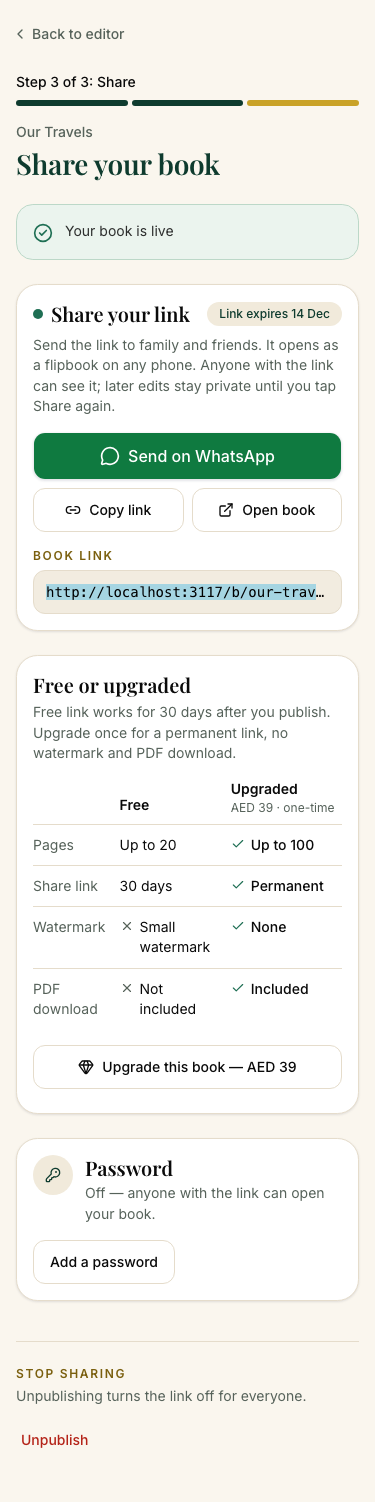 Back to editor
Step 3 of 3: Share
Our Travels
Share your book
Your book is live
Share your link
Link expires 14 Dec
Send the link to family and friends. It opens as
a flipbook on any phone. Anyone with the link
can see it; later edits stay private until you tap
Share again.
Send on WhatsApp
Copy link
Open book
BOOK LINK
http://localhost:3117/b/our-trav…
Free or upgraded
Free link works for 30 days after you publish.
Upgrade once for a permanent link, no
watermark and PDF download.
Free
Upgraded
AED 39 · one-time
Pages Up to 20 Up to 100
Share link 30 days Permanent
Watermark Small None
watermark
PDF Not Included
download included
Upgrade this book — AED 39
Password
Off — anyone with the link can open
your book.
Add a password
STOP SHARING
Unpublishing turns the link off for everyone.
Unpublish